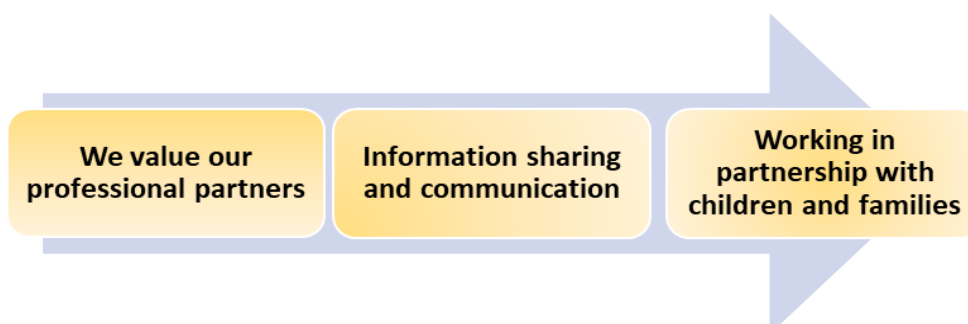 We value our
professional partners
Information sharing
and communication
Working in
partnership with
children and families